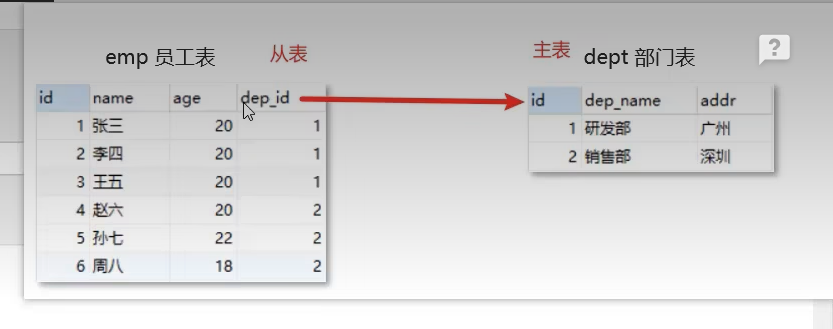 emp 员工表 从表
主表 dept 部门表
id name age dep_id
1 张三 20 1
2 李四 20 1
3 王五 20 1
4 赵六 20 2
5 孙七 22 2
6 周八 18 2
id dep_name addr
1 研发部 广州
2 销售部 深圳
?